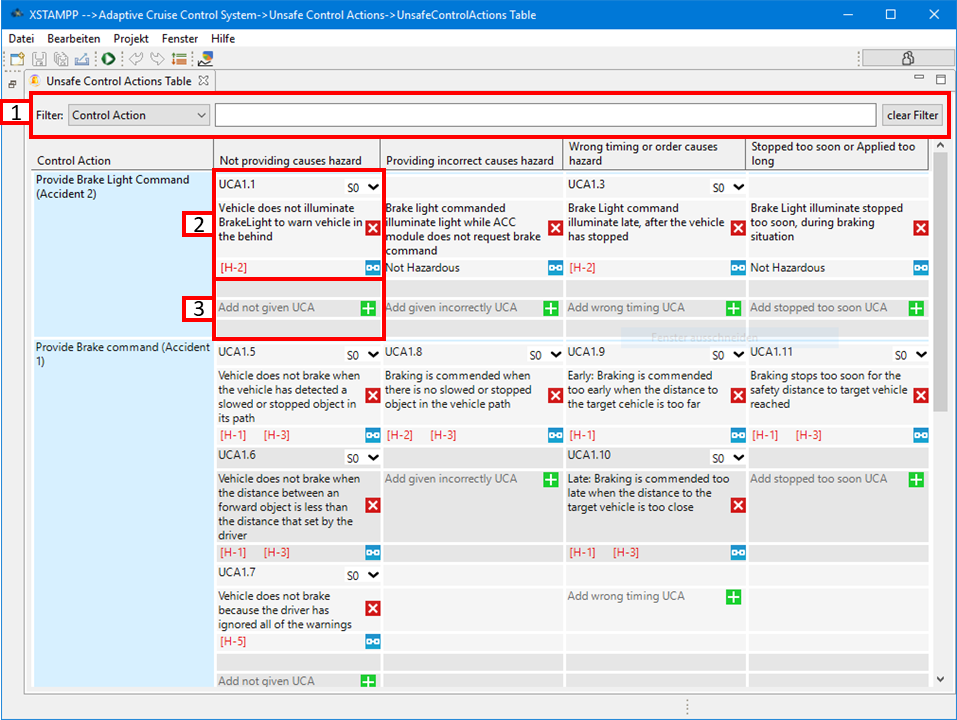 XSTAMPP -->Adaptive Cruise Control System->Unsafe Control Actions->UnsafeControlActions Table
Datei Bearbeiten Projekt Fenster Hilfe
Unsafe Control Actions Table
1
Filter: Control Action clear Filter
Control Action
Not providing causes hazard
Providing incorrect causes hazard
Wrong timing or order causes
hazard
Stopped too soon or Applied too
long
Provide Brake Light Command
(Accident 2)
2
UCA1.1 S0
Vehicle does not illuminate
BrakeLight to warn vehicle in
the behind
[H-2]
Brake light commanded
illuminate light while ACC
module does not request brake
command
Not Hazardous
UCA1.3 S0
Brake Light command
illuminate late, after the vehicle
has stopped
[H-2]
Brake Light illuminate stopped
too soon, during braking
situation
Not Hazardous
3
Add not given UCA
Add given incorrectly UCA
Add wrong timing UCA
Add stopped too soon UCA
Fenster ausschneiden
Provide Brake command (Accident
1)
UCA1.5 S0
Vehicle does not brake when
the vehicle has detected a
slowed or stopped object in
its path
[H-1] [H-3]
UCA1.8 S0
Braking is commended when
there is no slowed or stopped
object in the vehicle path
[H-2] [H-3]
UCA1.9 S0
Early: Braking is commended
too early when the distance to
the target cehicle is too far
[H-1]
UCA1.11 S0
Braking stops too soon for the
safety distance to target vehicle
reached
[H-1] [H-3]
UCA1.6 S0
Vehicle does not brake when
the distance between an
forward object is less than
the distance that set by the
driver
[H-1] [H-3]
Add given incorrectly UCA
UCA1.10 S0
Late: Braking is commended too
late when the distance to the
target vehicle is too close
[H-1] [H-3]
Add stopped too soon UCA
UCA1.7 S0
Vehicle does not brake
because the driver has
ignored all of the warnings
[H-5]
Add wrong timing UCA
Add not given UCA